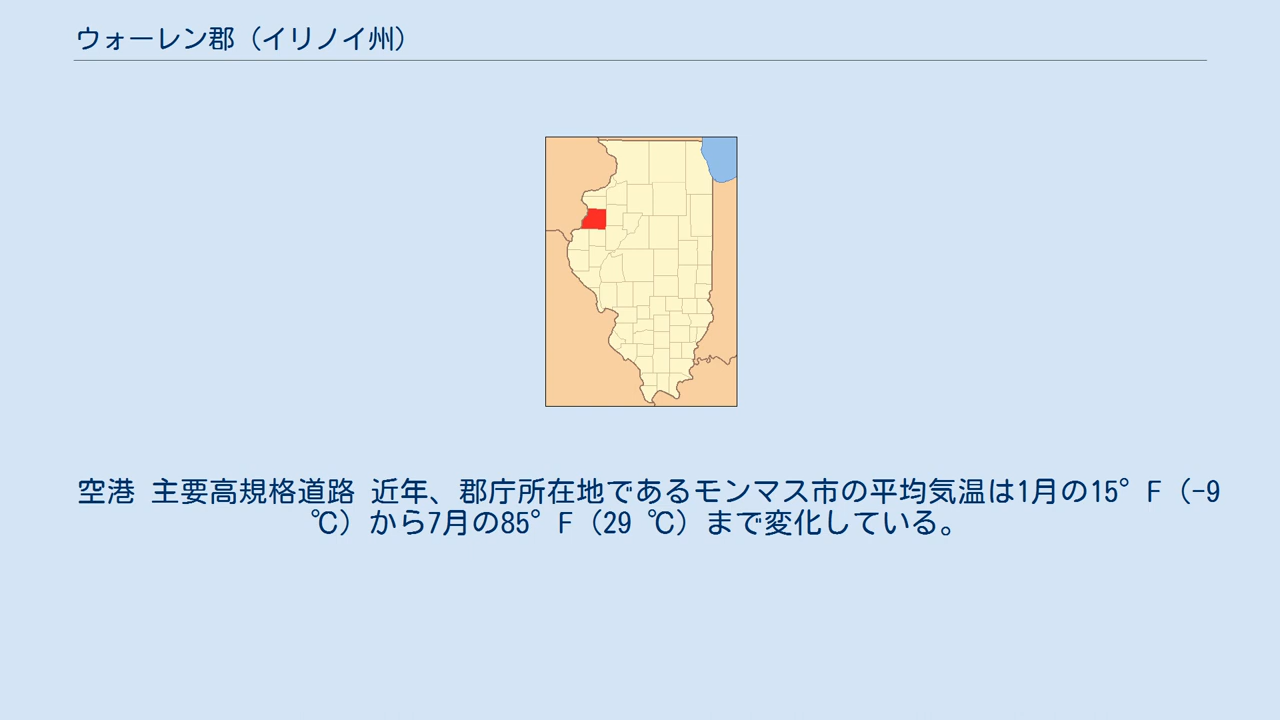 ウォーレン郡（イリノイ州）
空港 主要高規格道路 近年、郡庁所在地であるモンマス市の平均気温は1月の15°F（-9
℃）から7月の85°F（29 ℃）まで変化している。